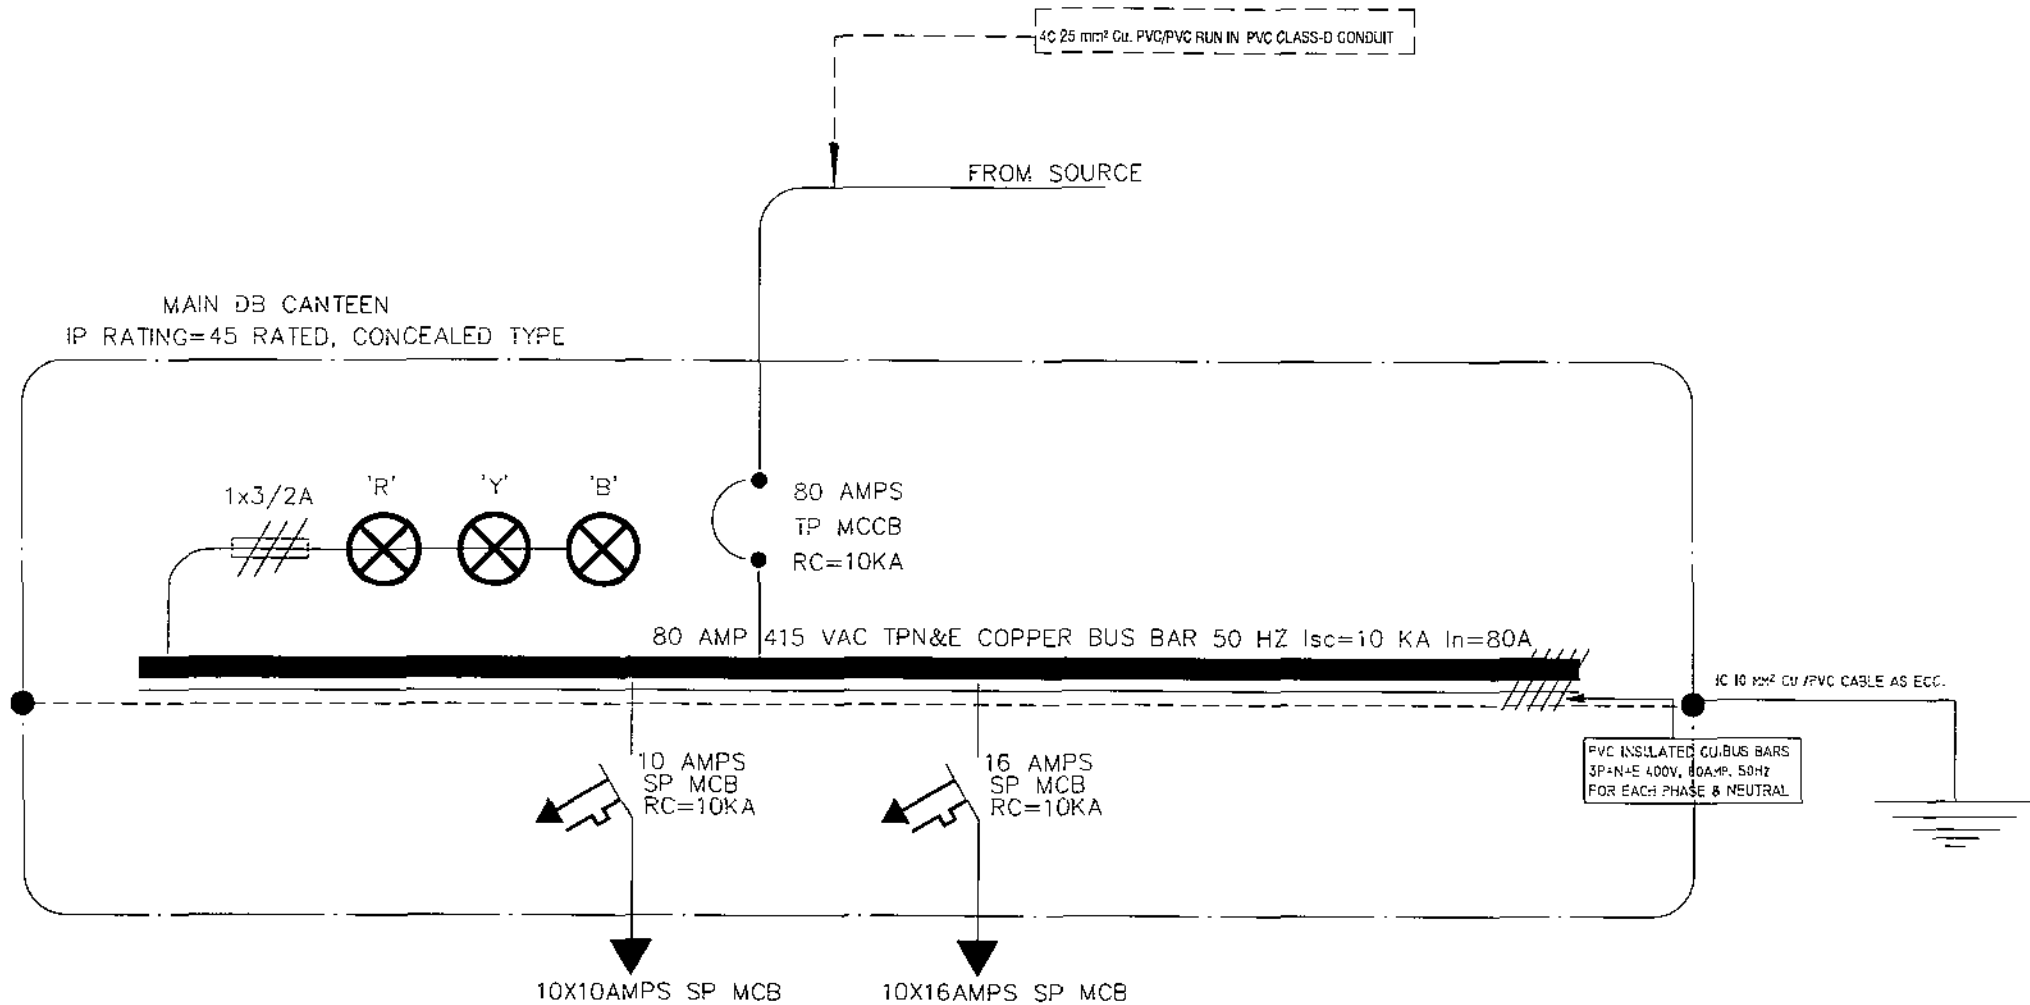 4C 25 mm² Cu. PVC/PVC RUN IN PVC CLASS-D CONDUIT
FROM SOURCE
MAIN DB CANTEEN
IP RATING=45 RATED, CONCEALED TYPE
1x3/2A
'R'
'Y'
'B'
80 AMPS
TP MCCB
RC=10KA
80 AMP 415 VAC TPN&E COPPER BUS BAR 50 HZ Isc=10 KA In=80A
1C 10 MM² CU /PVC CABLE AS ECC.
PVC INSULATED CU.BUS BARS
3P+N+E 400V, 80AMP, 50HZ
FOR EACH PHASE & NEUTRAL
10 AMPS
SP MCB
RC=10KA
16 AMPS
SP MCB
RC=10KA
10X10AMPS SP MCB
10X16AMPS SP MCB